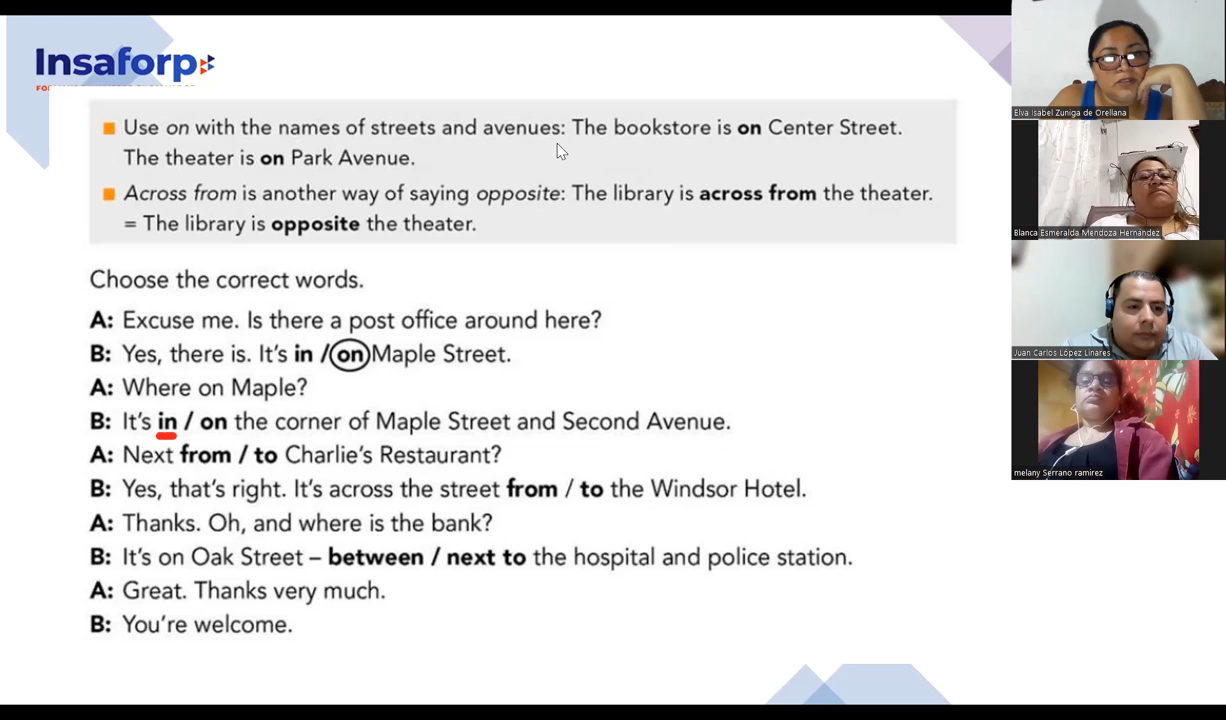 Insaforp
Use on with the names of streets and avenues: The bookstore is on Center Street.
The theater is on Park Avenue.
Across from is another way of saying opposite: The library is across from the theater.
= The library is opposite the theater.
Choose the correct words.
A: Excuse me. Is there a post office around here?
B: Yes, there is. It's in / on Maple Street.
A: Where on Maple?
B: It's in / on the corner of Maple Street and Second Avenue.
A: Next from / to Charlie's Restaurant?
B: Yes, that's right. It's across the street from / to the Windsor Hotel.
A: Thanks. Oh, and where is the bank?
B: It's on Oak Street – between / next to the hospital and police station.
A: Great. Thanks very much.
B: You're welcome.
Elva Isabel Zuniga de Orellana
Blanca Esmeralda Mendoza Hernández
Juan Carlos López Linares
melany Serrano ramirez